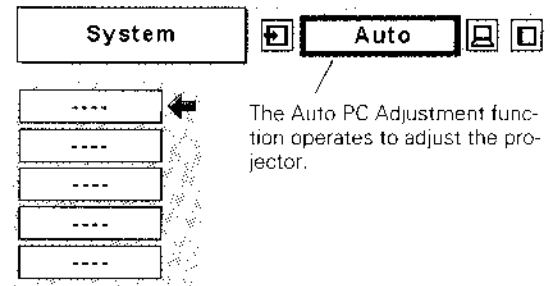 System
Auto
----
The Auto PC Adjustment func-
tion operates to adjust the pro-
jector.
----
----
----
----